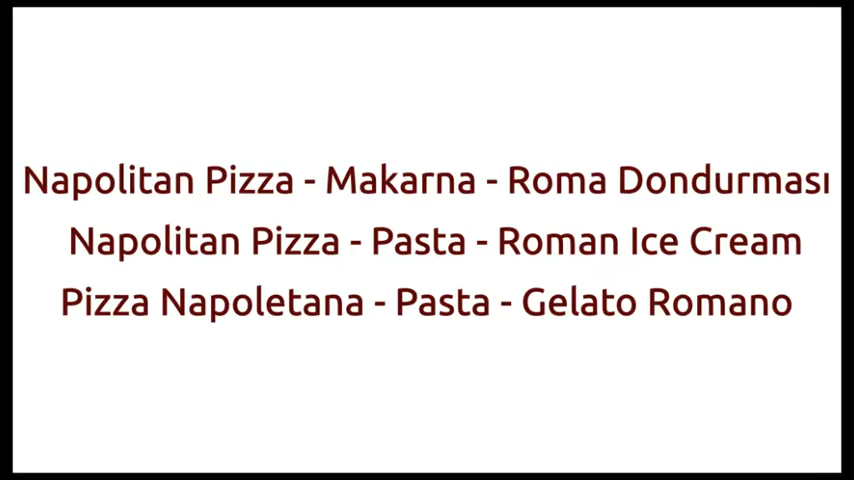 Napolitan Pizza - Makarna - Roma Dondurması
Napolitan Pizza - Pasta - Roman Ice Cream
Pizza Napoletana - Pasta - Gelato Romano